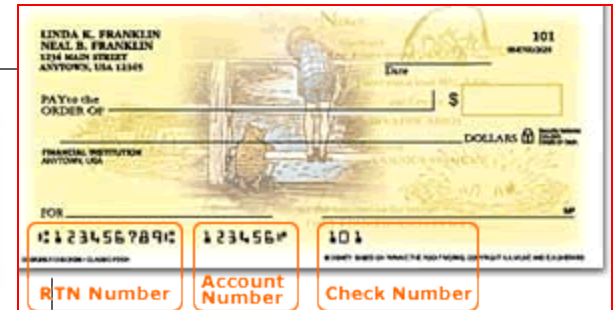 LINDA K. FRANKLIN
NEAL B. FRANKLIN
1234 MAIN STREET
ANYTOWN, USA 12345
101
Date
PAY to the
ORDER OF
$
DOLLARS
FINANCIAL INSTITUTION
ANYTOWN, USA
FOR
MP
⑆123456789⑆ 123456⑈ 101
RTN Number
Account
Number
Check Number